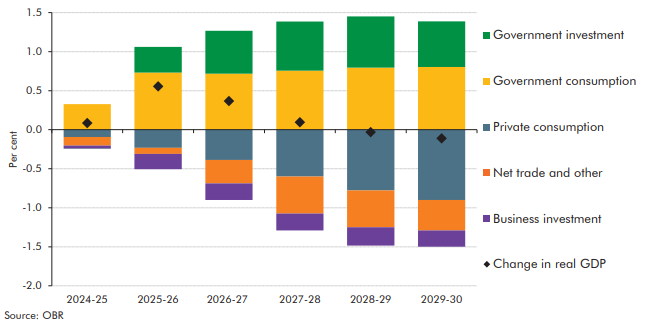 Per cent
1.5
1.0
0.5
0.0
-0.5
-1.0
-1.5
-2.0
2024-25 2025-26 2026-27 2027-28 2028-29 2029-30
Government investment
Government consumption
Private consumption
Net trade and other
Business investment
Change in real GDP
Source: OBR